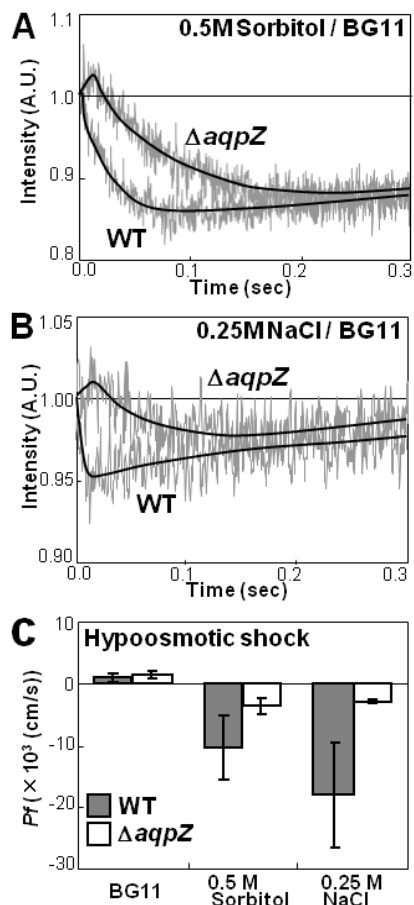 A
0.5M Sorbitol / BG11
1.1
1.0
0.9
0.8
Intensity (A.U.)
ΔaqpZ
WT
0.0
0.1
0.2
0.3
Time (sec)
B
0.25M NaCl / BG11
1.05
1.00
0.95
0.90
Intensity (A.U.)
ΔaqpZ
WT
0
0.1
0.2
0.3
Time (sec)
C
Hypoosmotic shock
10
0
-10
-20
-30
Pf (× 10³ (cm/s))
WT
ΔaqpZ
BG11
0.5 M
Sorbitol
0.25 M
NaCl